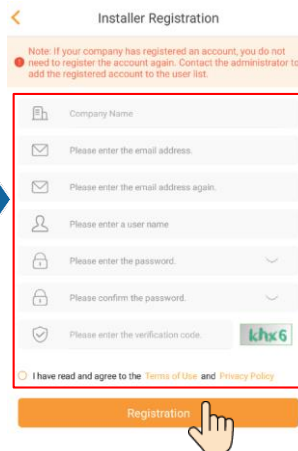 Installer Registration
Note: If your company has registered an account, you do not
need to register the account again. Contact the administrator to
add the registered account to the user list.
Company Name
Please enter the email address.
Please enter the email address again.
Please enter a user name
Please enter the password.
Please confirm the password.
Please enter the verification code.
khx6
I have read and agree to the Terms of Use and Privacy Policy
Registration